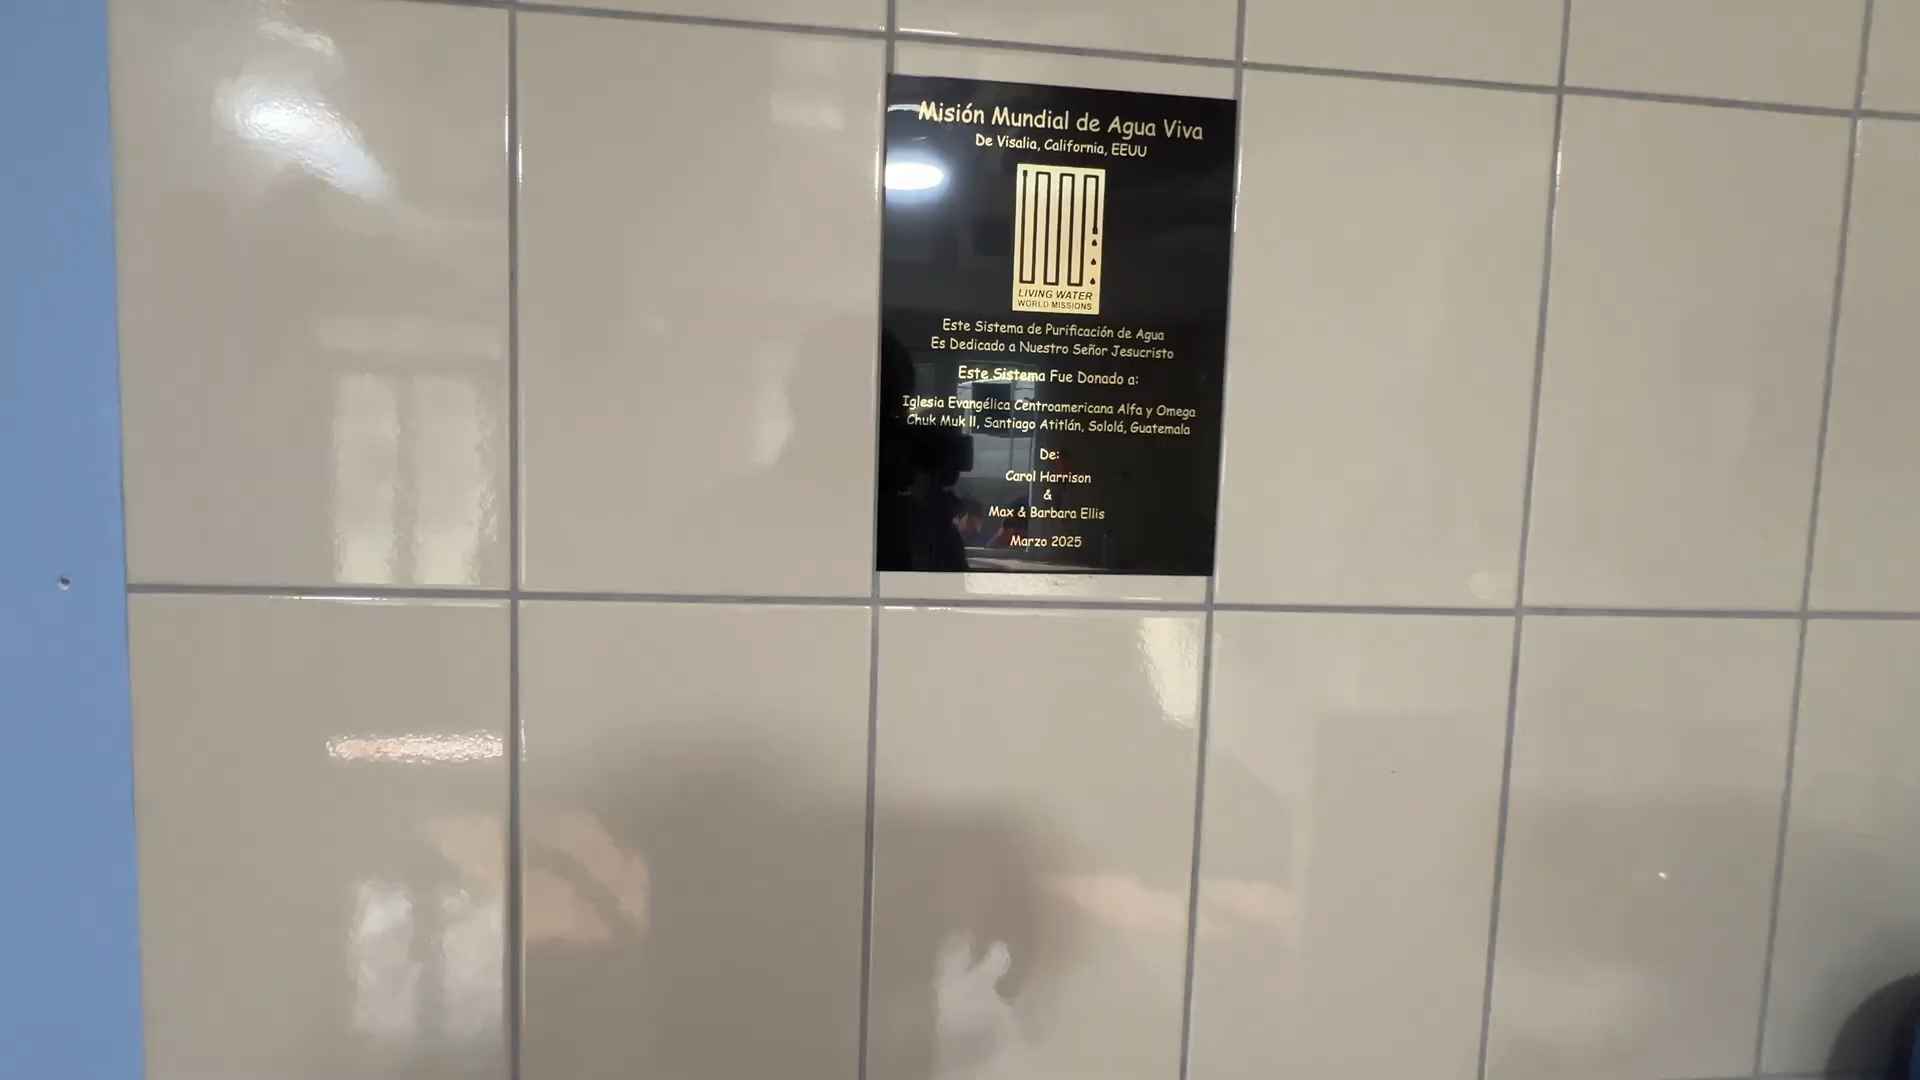 Misión Mundial de Agua Viva
De Visalia, California, EEUU
LIVING WATER
WORLD MISSIONS
Este Sistema de Purificación de Agua
Es Dedicado a Nuestro Señor Jesucristo
Este Sistema Fue Donado a:
Iglesia Evangélica Centroamericana Alfa y Omega
Chuk Muk II, Santiago Atitlán, Sololá, Guatemala
De:
Carol Harrison
&
Max & Barbara Ellis
Marzo 2025